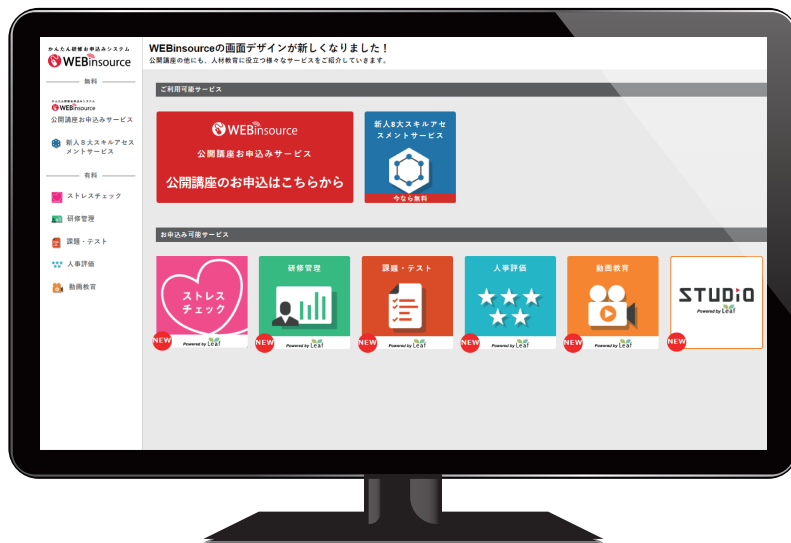 かんたん研修お申込みシステム
WEBinsource
無料
かんたん研修お申込みシステム
WEBinsource
公開講座お申込サービス
新人8大スキルアセスメントサービス
有料
ストレスチェック
研修管理
課題・テスト
人事評価
動画教育
WEBinsourceの画面デザインが新しくなりました！
公開講座の他にも、人材教育に役立つ様々なサービスをご紹介していきます。
ご利用可能サービス
WEBinsource
公開講座お申込みサービス
公開講座のお申込はこちらから
新人8大スキルアセ
スメントサービス
今なら無料
お申込み可能サービス
ストレス
チェック
NEW
Powered by Leaf
研修管理
NEW
Powered by Leaf
課題・テスト
NEW
Powered by Leaf
人事評価
NEW
Powered by Leaf
動画教育
NEW
Powered by Leaf
STUDiO
Powered by Leaf
NEW